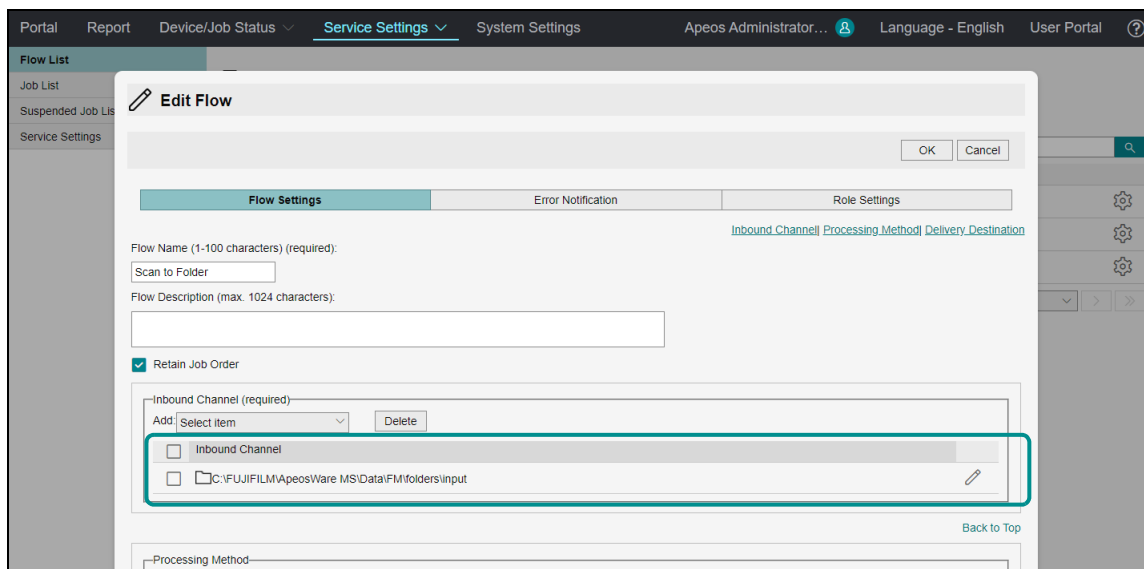 Portal Report Device/Job Status Service Settings System Settings Apeos Administrator... Language - English User Portal
Flow List
Job List
Suspended Job Lis
Service Settings
Edit Flow
OK Cancel
Flow Settings Error Notification Role Settings
Inbound Channel| Processing Method| Delivery Destination
Flow Name (1-100 characters) (required):
Scan to Folder
Flow Description (max. 1024 characters):
Retain Job Order
Inbound Channel (required)
Add: Select item Delete
Inbound Channel
C:\FUJIFILM\ApeosWare MS\Data\FM\folders\input
Back to Top
Processing Method